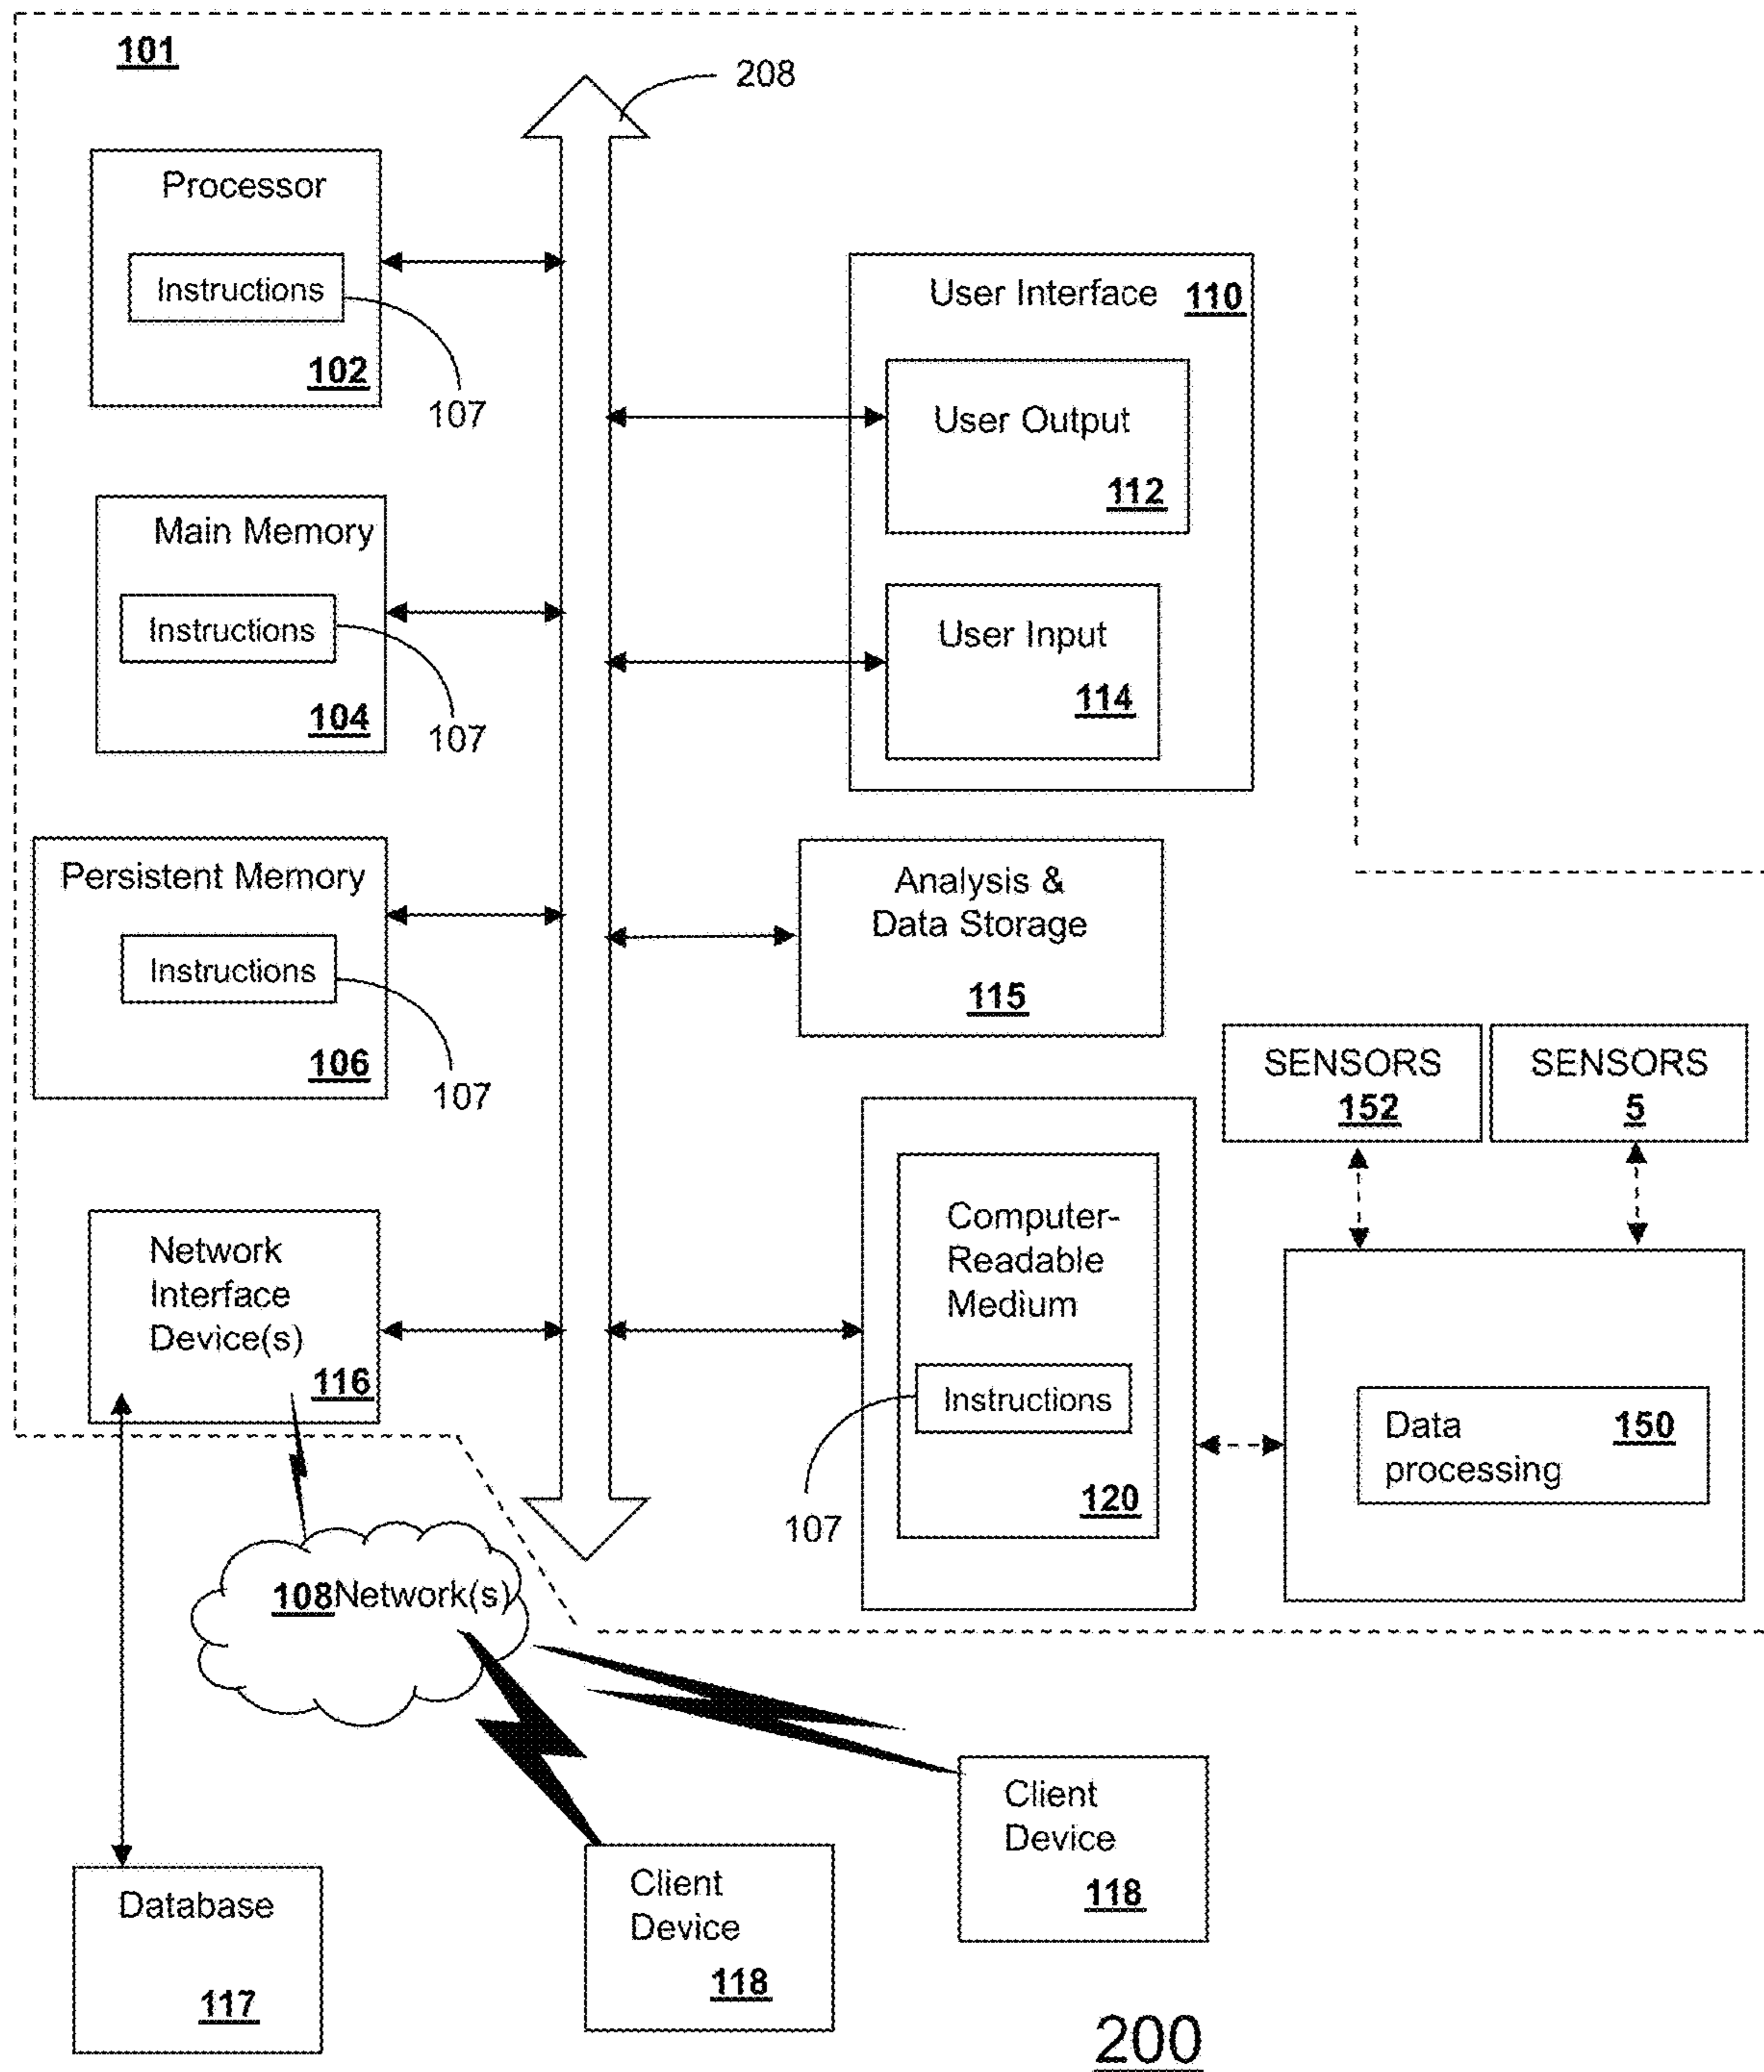 101
208
Processor
Instructions
102
107
User Interface 110
User Output
112
Main Memory
Instructions
104
107
User Input
114
Persistent Memory
Instructions
106
107
Analysis &
Data Storage
115
SENSORS
152
SENSORS
5
Network
Interface
Device(s)
116
Computer-
Readable
Medium
Instructions
120
107
Data 150
processing
108 Network(s)
Client
Device
118
Client
Device
118
Database
117
200